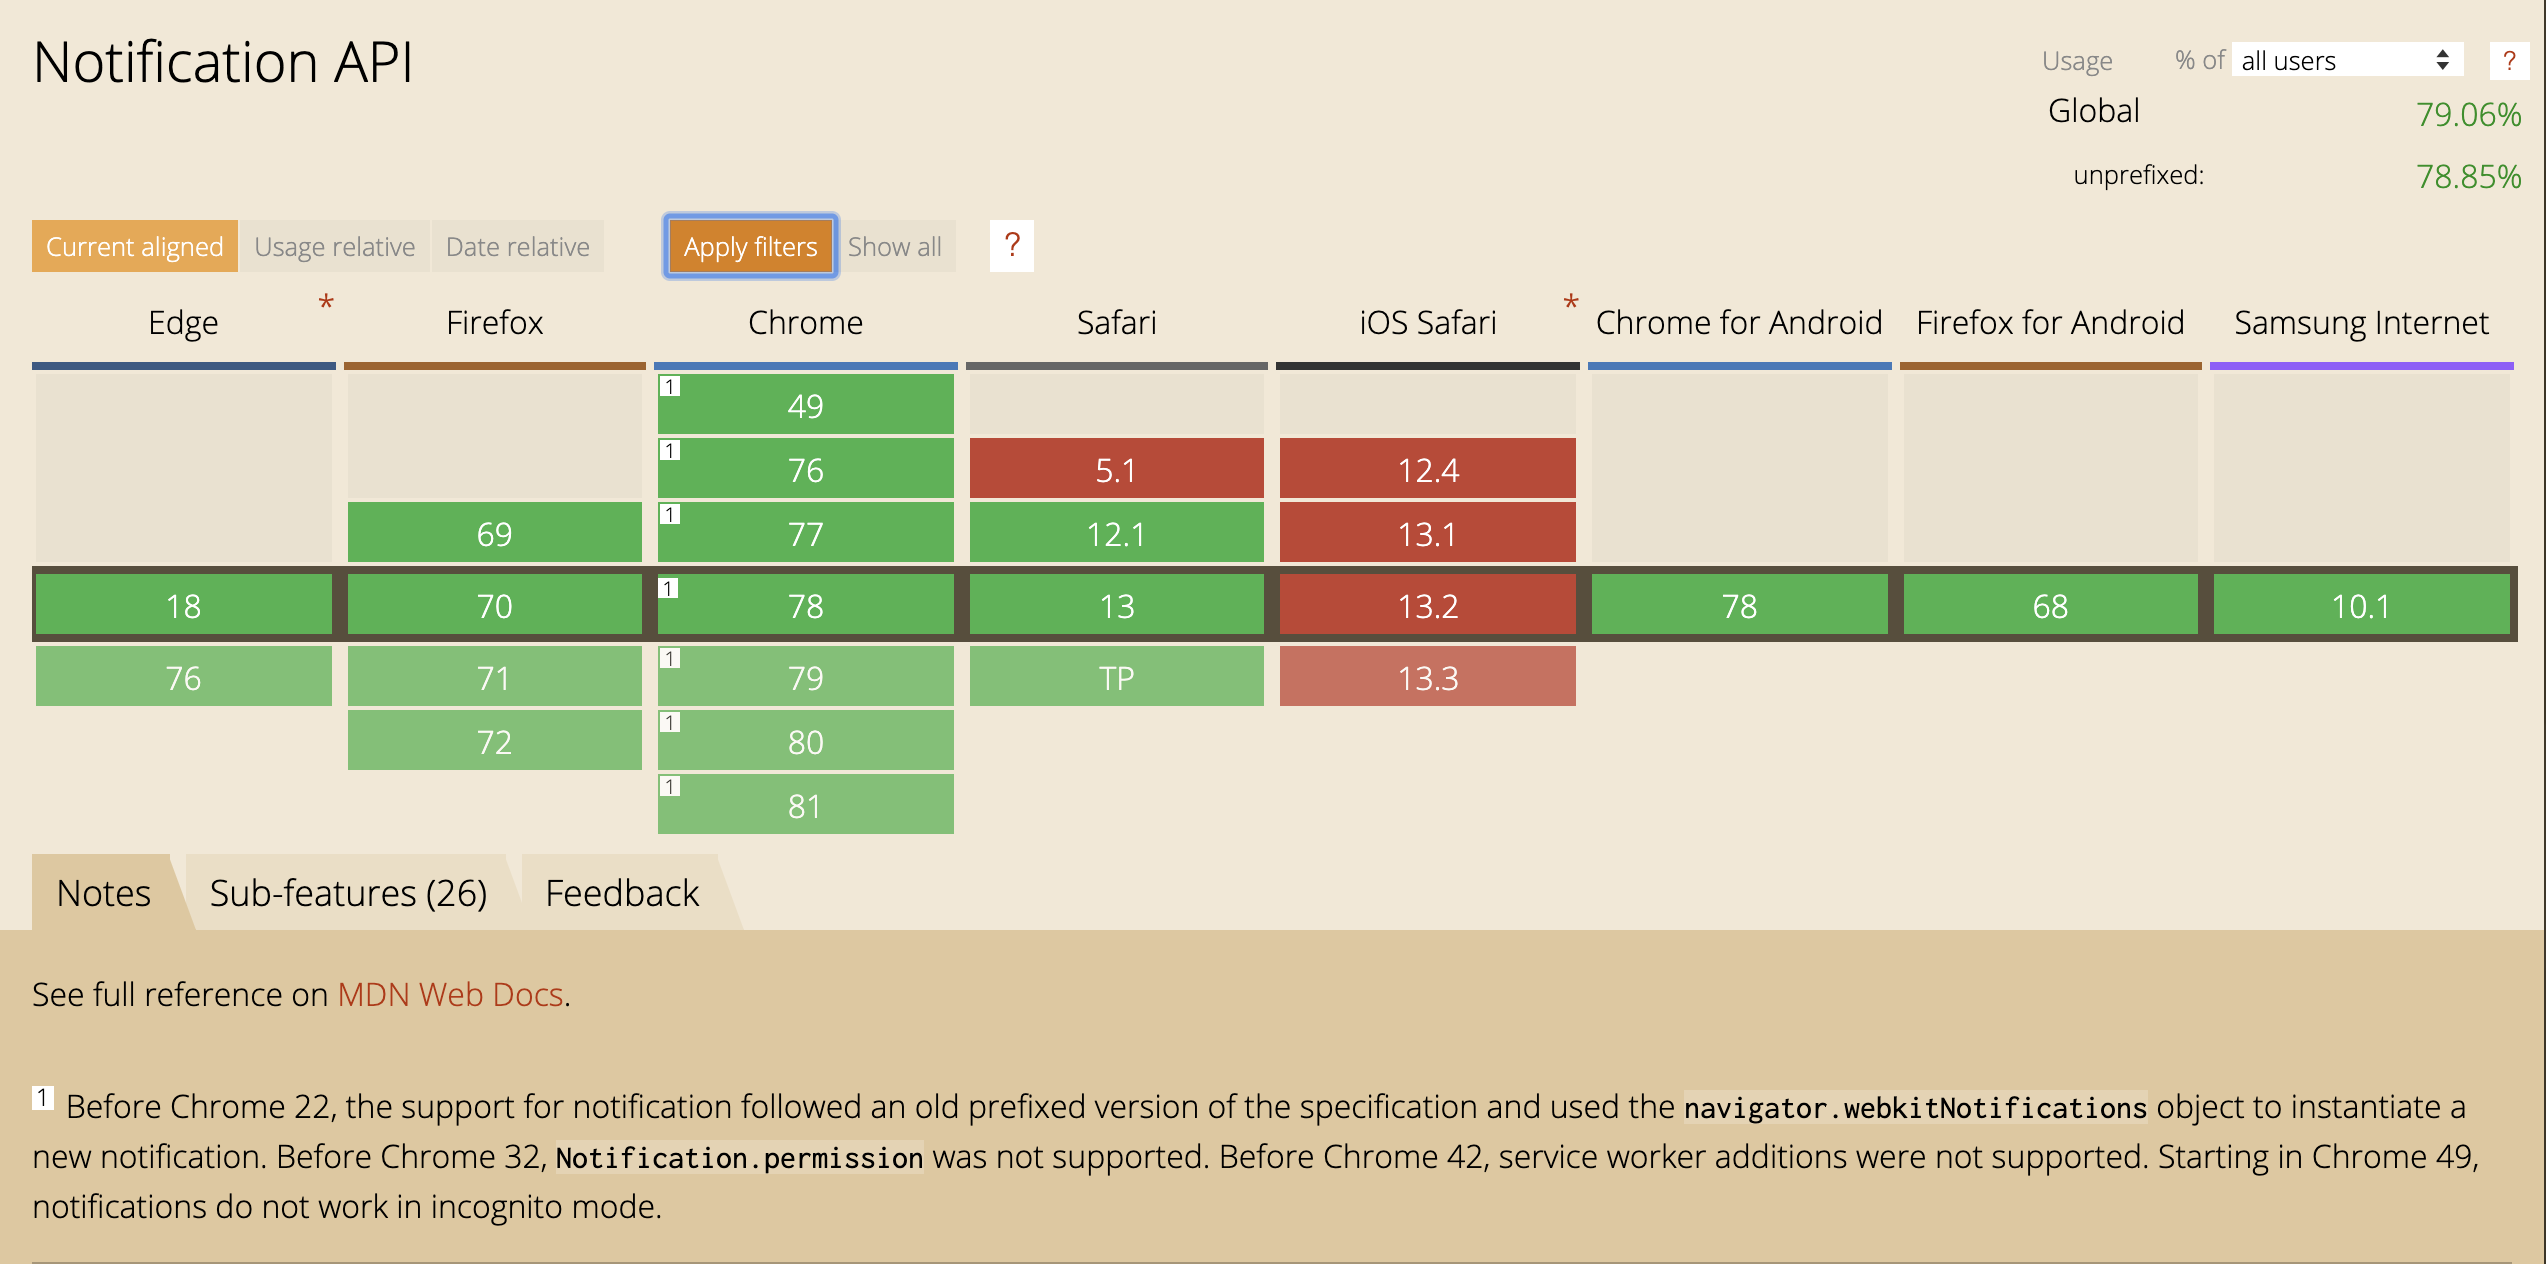 Notification API
Usage % of all users ?
Global 79.06%
unprefixed: 78.85%
Current aligned Usage relative Date relative Apply filters Show all ?
Edge * Firefox Chrome Safari iOS Safari * Chrome for Android Firefox for Android Samsung Internet
1 49
1 76 5.1 12.4
69 1 77 12.1 13.1
18 70 1 78 13 13.2 78 68 10.1
76 71 1 79 TP 13.3
72 1 80
1 81
Notes Sub-features (26) Feedback
See full reference on MDN Web Docs.
1 Before Chrome 22, the support for notification followed an old prefixed version of the specification and used the navigator.webkitNotifications object to instantiate a
new notification. Before Chrome 32, Notification.permission was not supported. Before Chrome 42, service worker additions were not supported. Starting in Chrome 49,
notifications do not work in incognito mode.